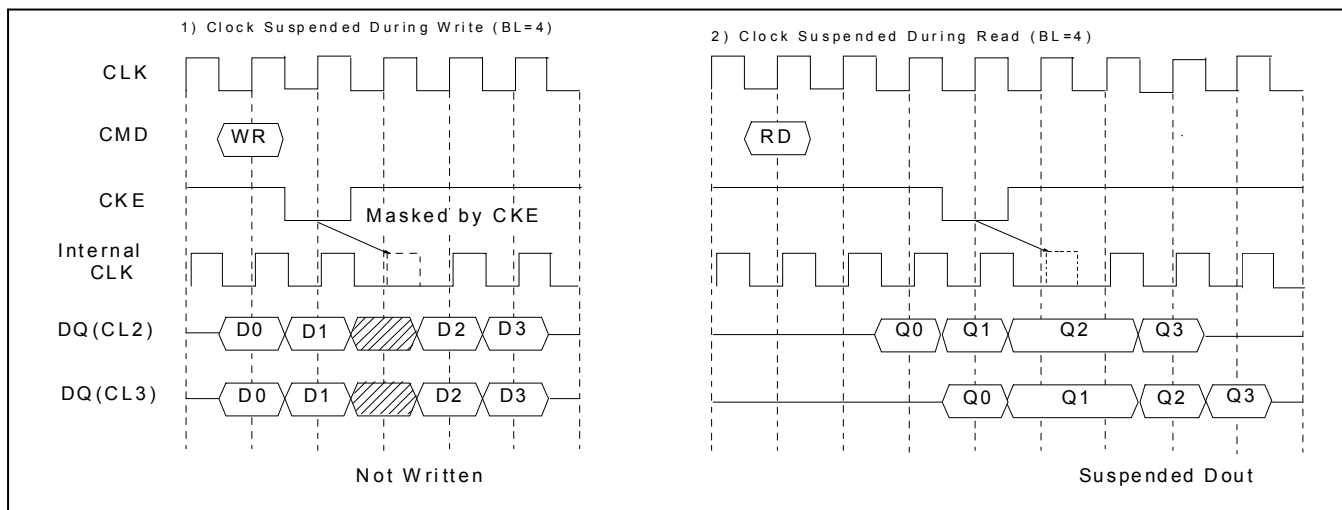 1) Clock Suspended During Write (BL=4)
2) Clock Suspended During Read (BL=4)
CLK
CMD
WR
RD
CKE
Masked by CKE
Internal
CLK
DQ(CL2)
D0
D1
D2
D3
Q0
Q1
Q2
Q3
DQ(CL3)
D0
D1
D2
D3
Q0
Q1
Q2
Q3
Not Written
Suspended Dout